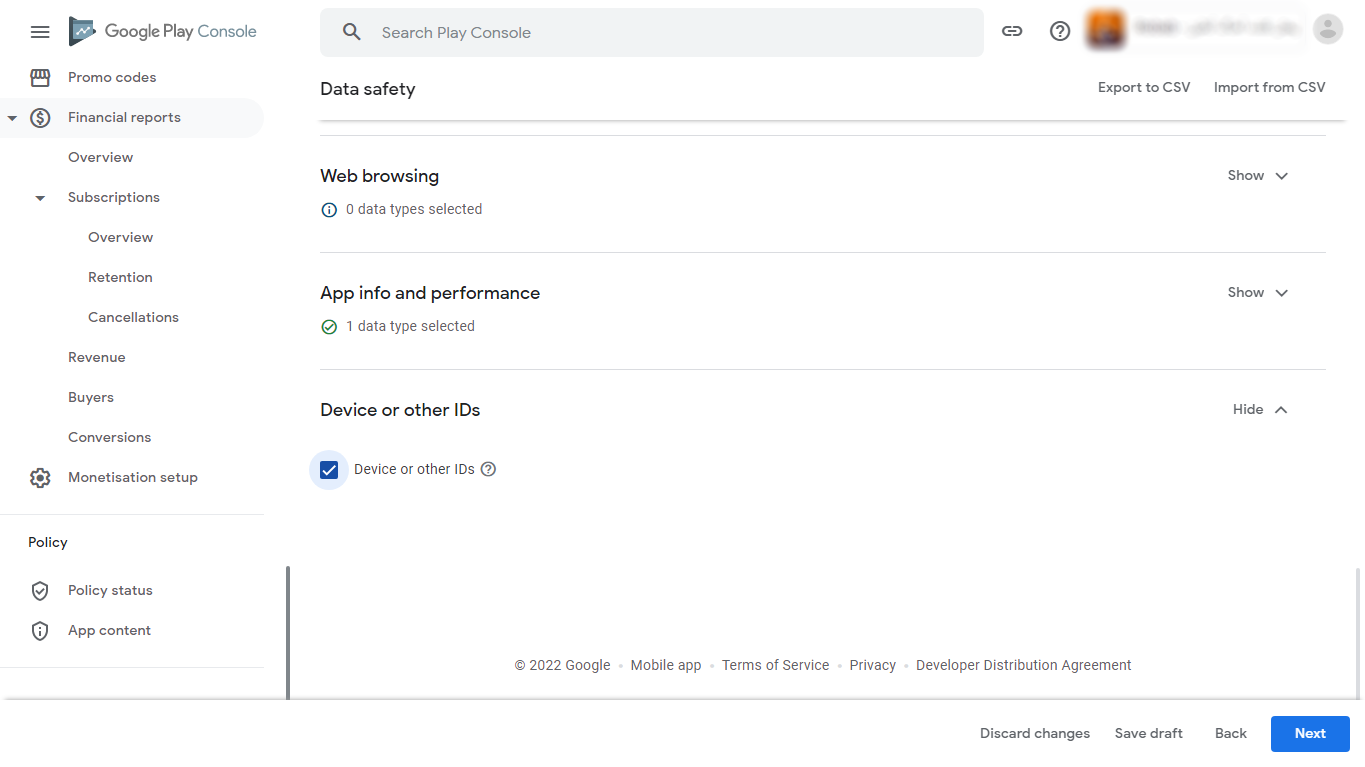 Google Play Console
Search Play Console
Promo codes
Financial reports
Overview
Subscriptions
Overview
Retention
Cancellations
Revenue
Buyers
Conversions
Monetisation setup
Policy
Policy status
App content
Data safety
Export to CSV
Import from CSV
Web browsing
Show
0 data types selected
App info and performance
Show
1 data type selected
Device or other IDs
Hide
Device or other IDs
© 2022 Google • Mobile app • Terms of Service • Privacy • Developer Distribution Agreement
Discard changes
Save draft
Back
Next